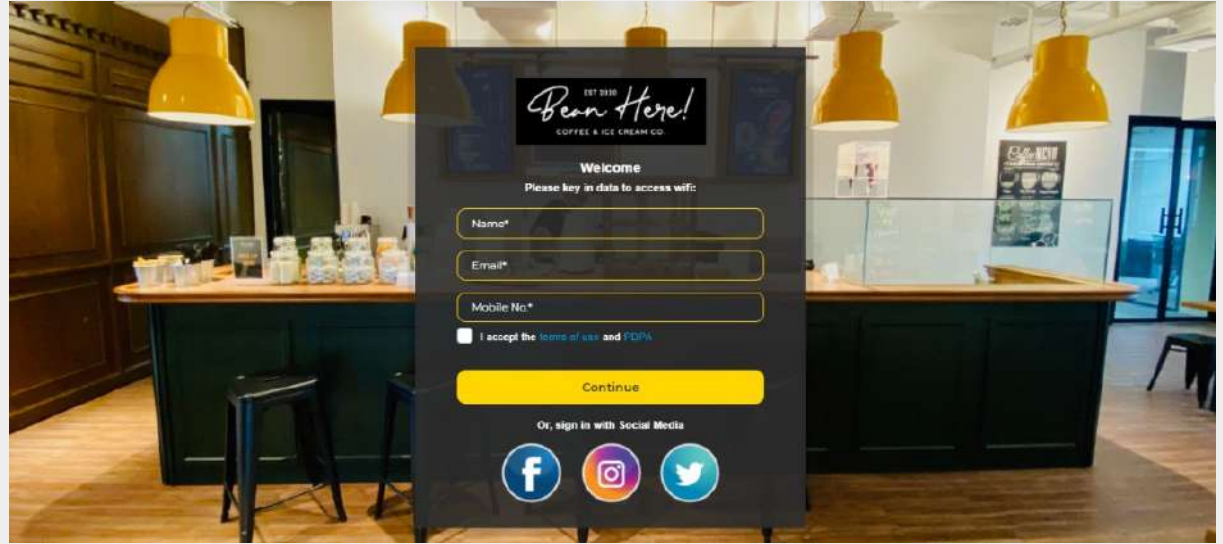 EST 2020
Bean Here!
COFFEE & ICE CREAM CO.
Welcome
Please key in data to access wifi:
Name*
Email*
Mobile No.*
I accept the terms of use and PDPA
Continue
Or, sign in with Social Media